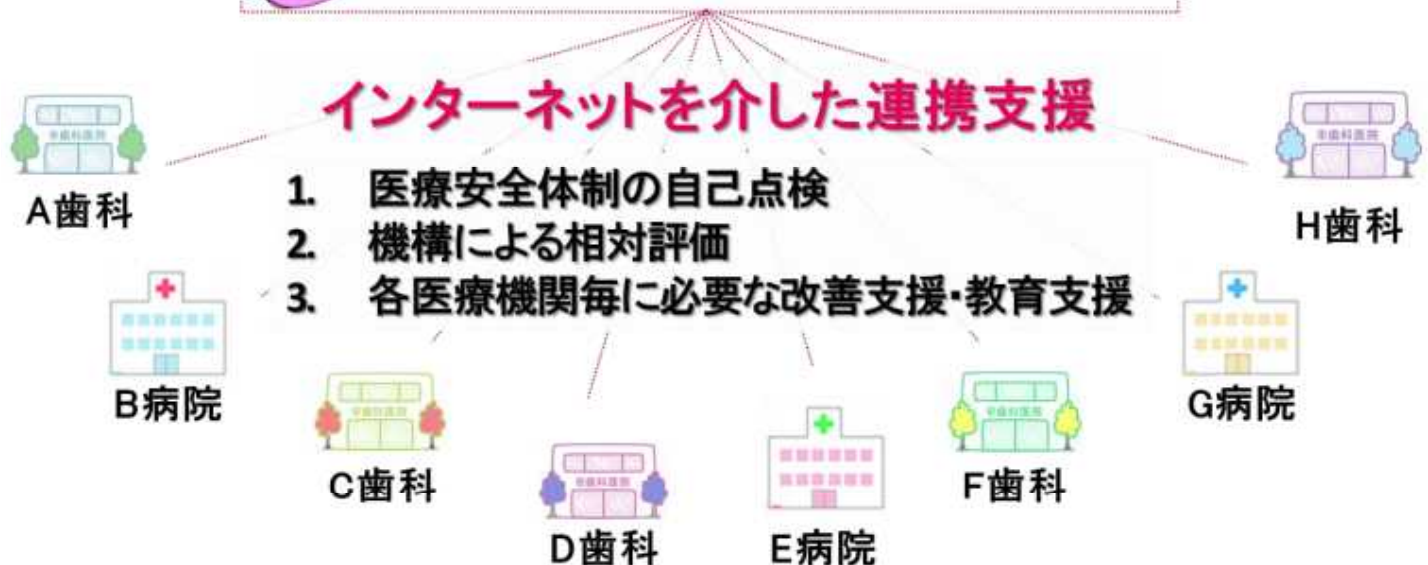 インターネットを介した連携支援
1. 医療安全体制の自己点検
2. 機構による相対評価
3. 各医療機関毎に必要な改善支援・教育支援
A歯科
H歯科
B病院
G病院
C歯科
F歯科
D歯科
E病院